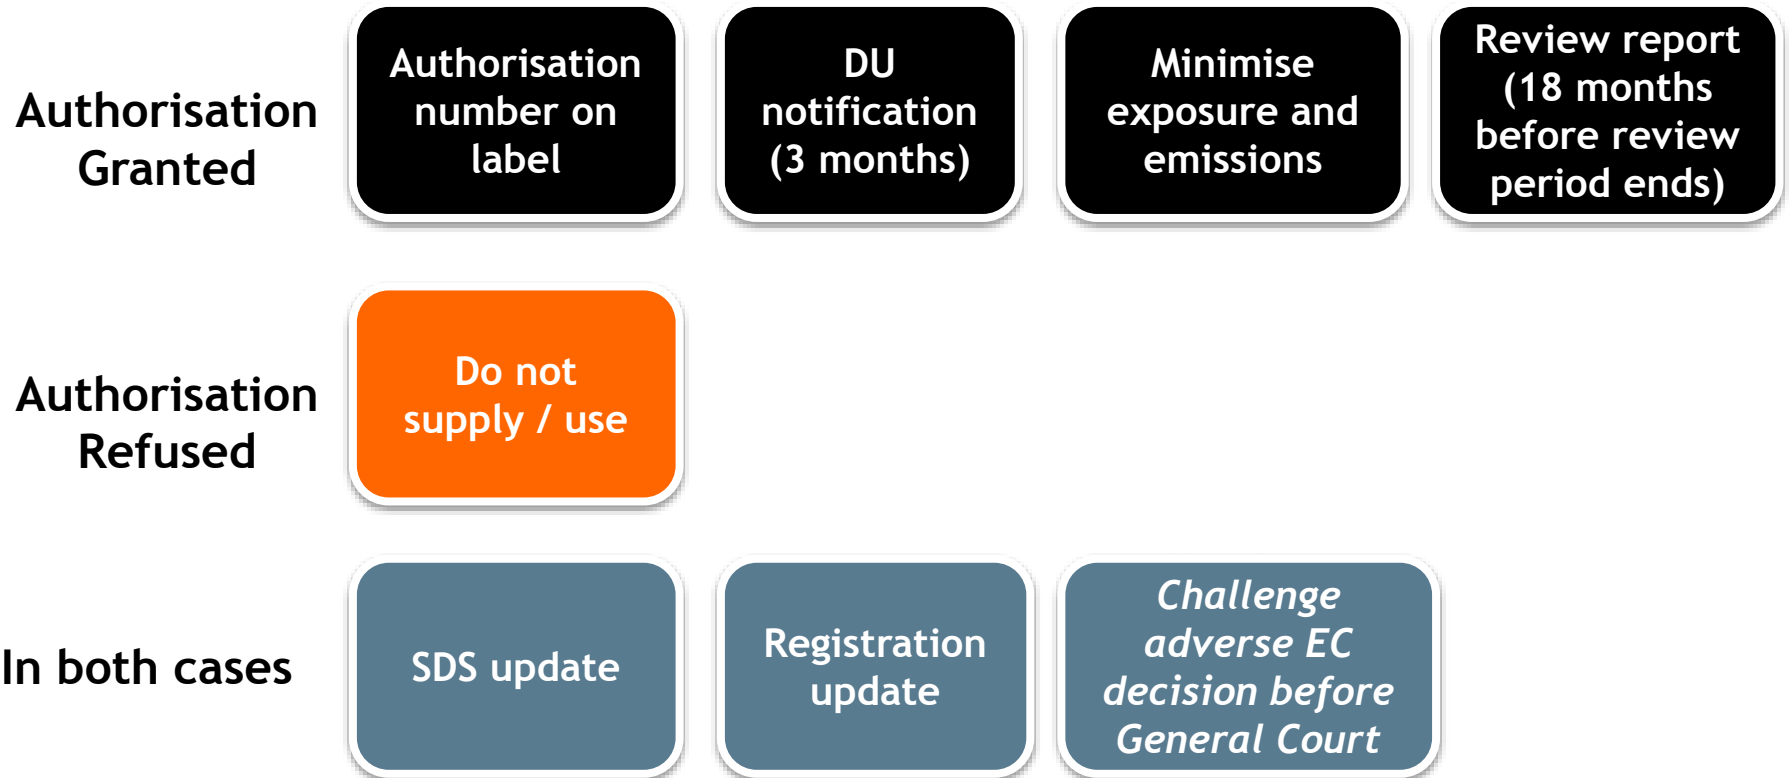 Authorisation
Granted
Authorisation
number on
label
DU
notification
(3 months)
Minimise
exposure and
emissions
Review report
(18 months
before review
period ends)
Authorisation
Refused
Do not
supply / use
In both cases
SDS update
Registration
update
Challenge
adverse EC
decision before
General Court